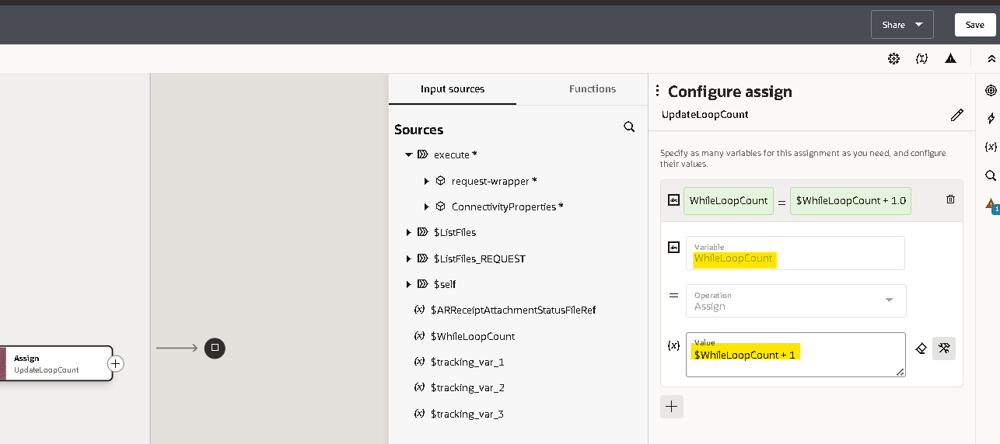 Share
Save
Input sources
Functions
Sources
execute *
request-wrapper *
ConnectivityProperties *
$ListFiles
$ListFiles_REQUEST
$self
$ARReceiptAttachmentStatusFileRef
$WhileLoopCount
$tracking_var_1
$tracking_var_2
$tracking_var_3
Assign
UpdateLoopCount
Configure assign
UpdateLoopCount
Specify as many variables for this assignment as you need, and configure
their values.
WhileLoopCount = $WhileLoopCount + 1.0
Variable
WhileLoopCount
=
Operation
Assign
(x)
Value
$WhileLoopCount + 1
1